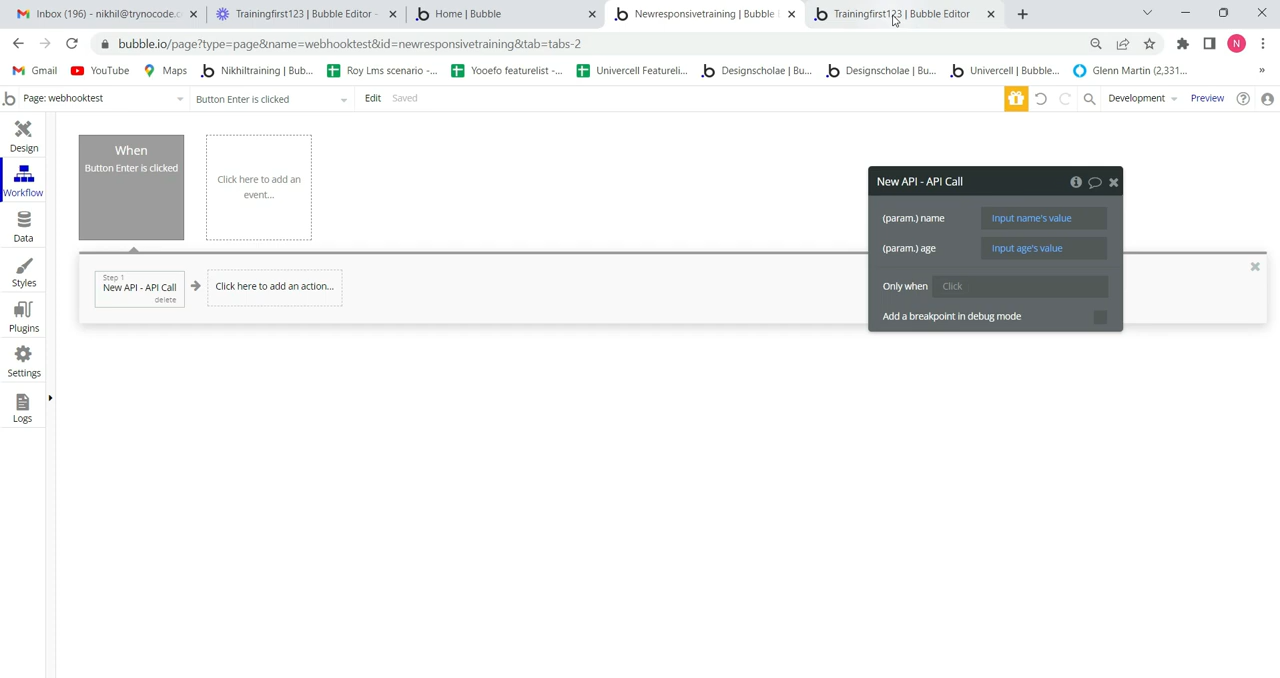 Inbox (196) - nikhil@trynocode.c
Trainingfirst123 | Bubble Editor -
Home | Bubble
Newresponsivetraining | Bubble
Trainingfirst123 | Bubble Editor
bubble.io/page?type=page&name=webhooktest&id=newresponsivetraining&tab=tabs-2
N
Gmail
YouTube
Maps
Nikhiltraining | Bub...
Roy Lms scenario -...
Yooefo featurelist -...
Univercell Featureli...
Designscholae | Bu...
Designscholae | Bu...
Univercell | Bubble...
Glenn Martin (2,331...
»
Page: webhooktest
Button Enter is clicked
Edit
Saved
Development
Preview
Design
Workflow
Data
Styles
Plugins
Settings
Logs
When
Button Enter is clicked
Click here to add an
event...
Step 1
New API - API Call
delete
Click here to add an action...
New API - API Call
(param.) name
Input name's value
(param.) age
Input age's value
Only when
Click
Add a breakpoint in debug mode